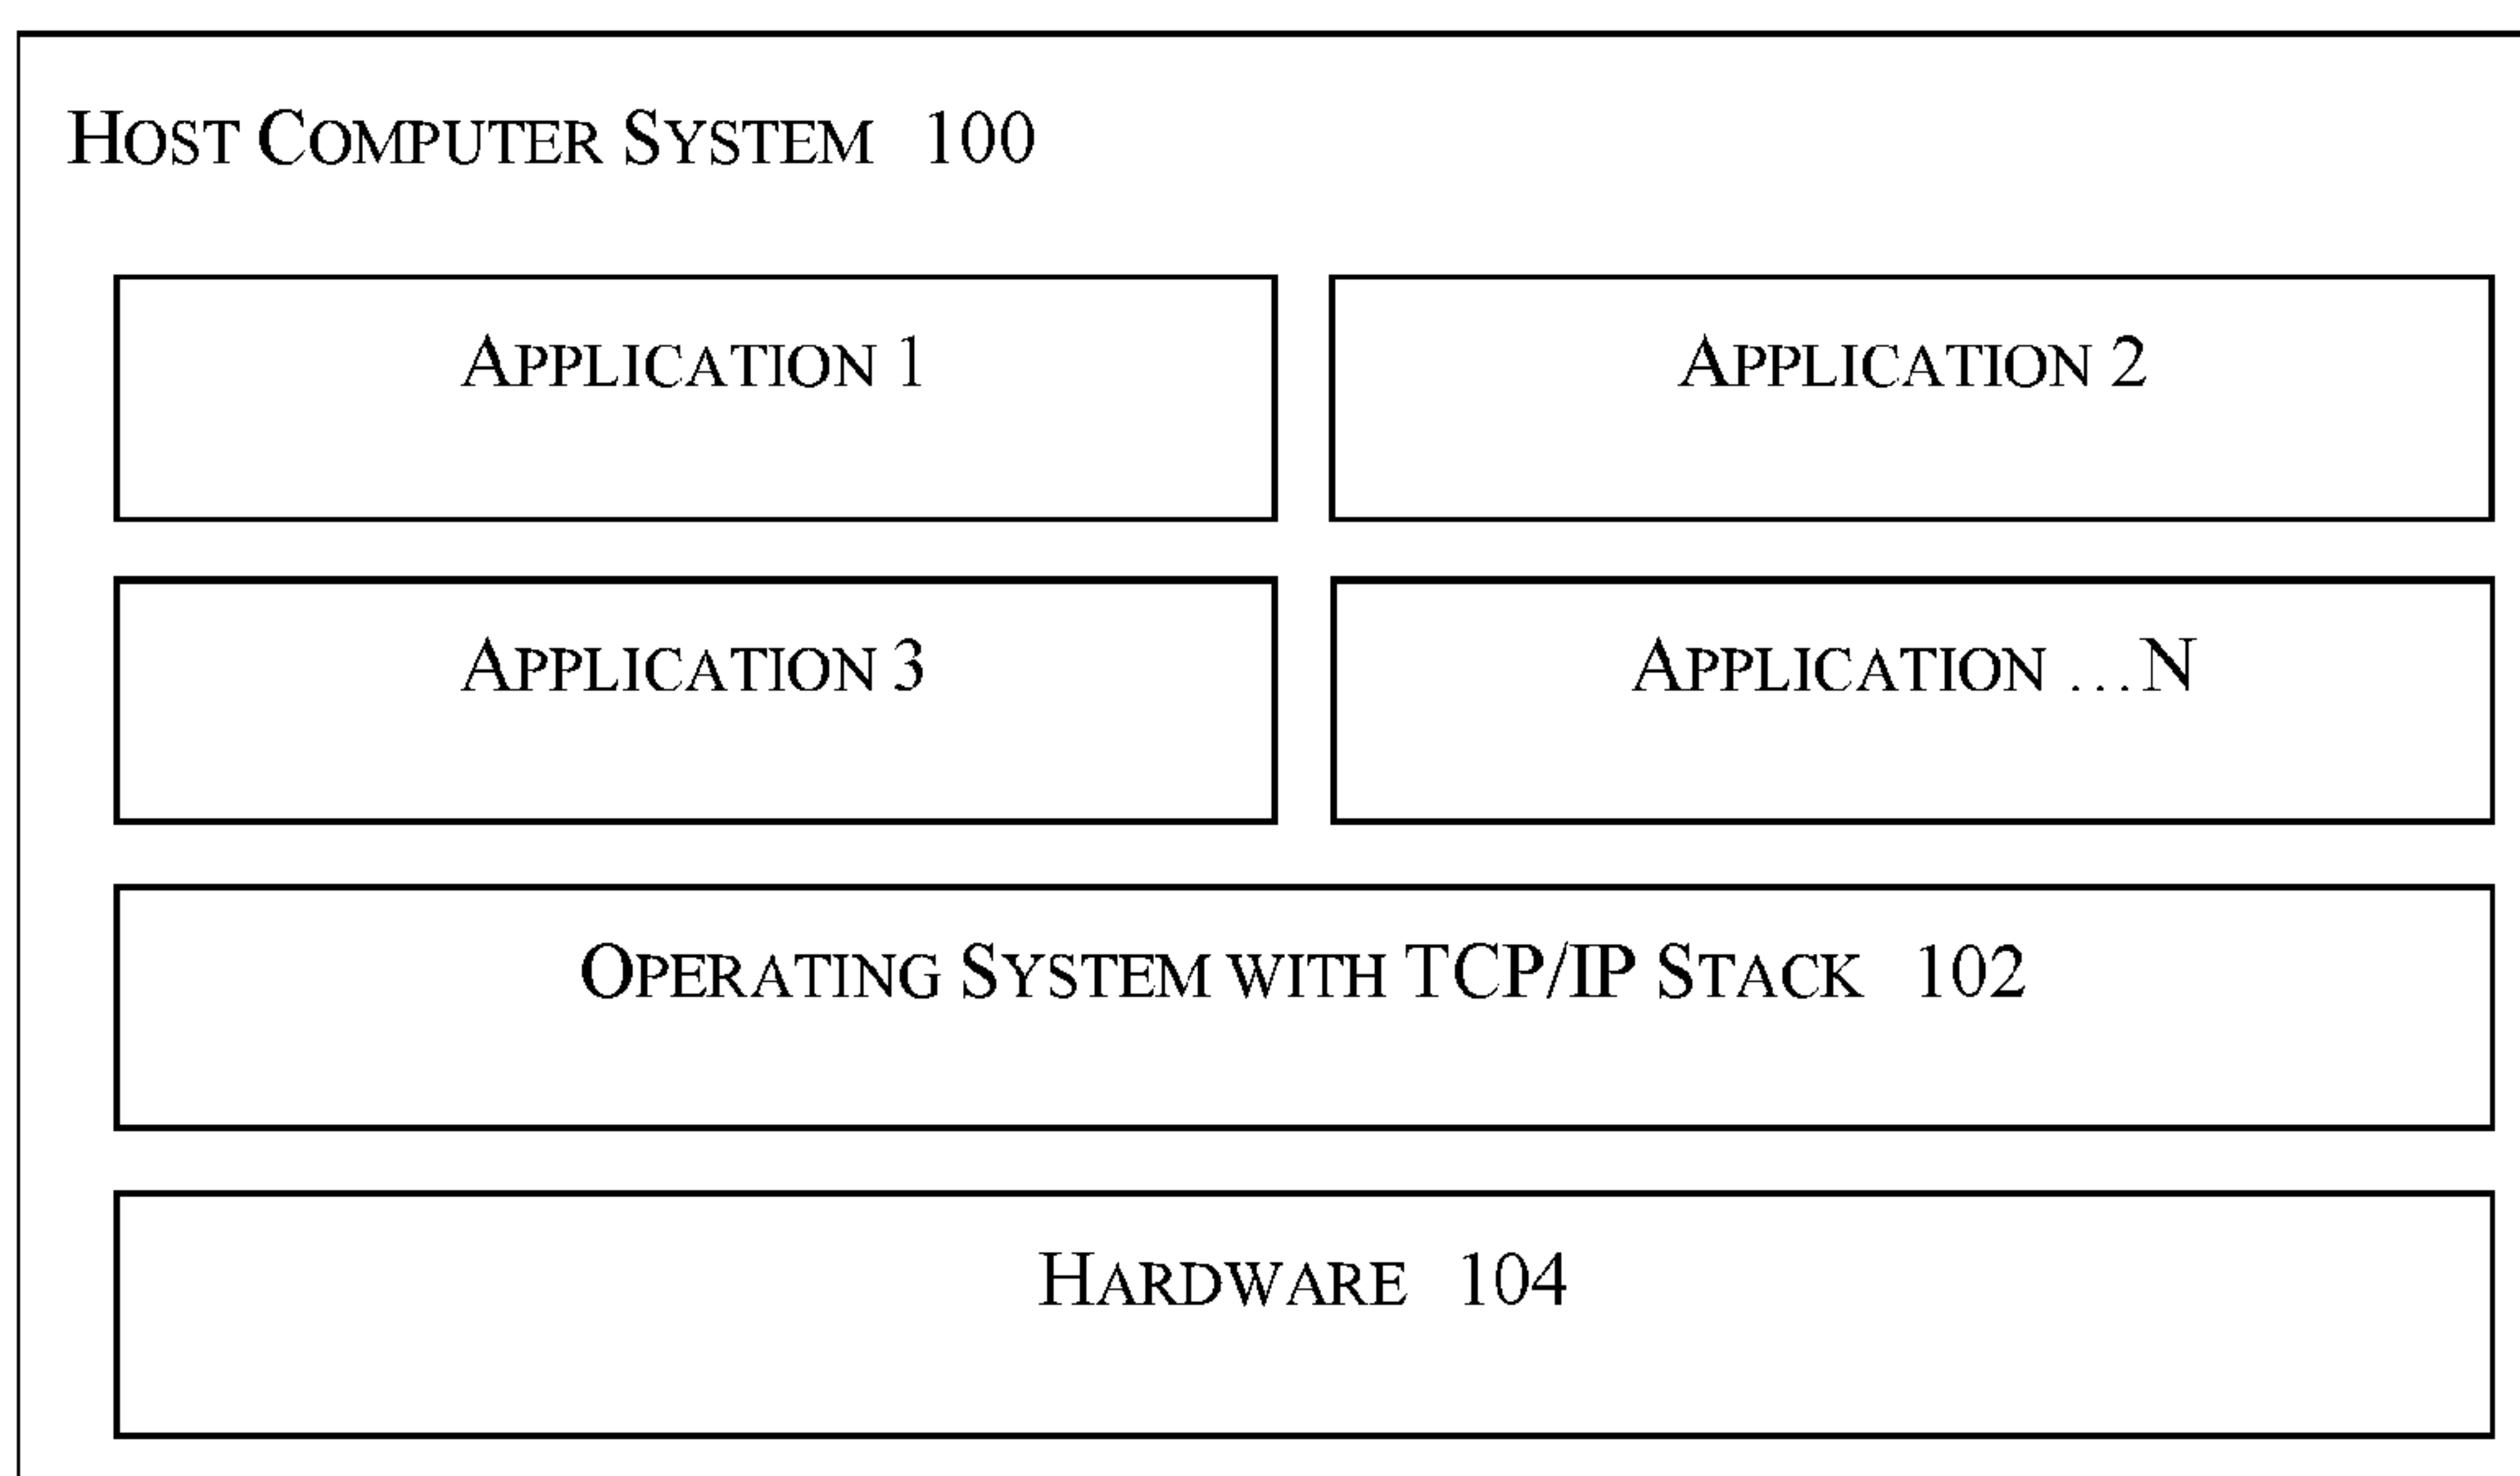 Host Computer System 100
Application 1
Application 2
Application 3
Application ...N
Operating System with TCP/IP Stack 102
Hardware 104